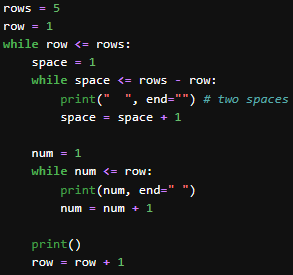 rows = 5
row = 1
while row <= rows:
    space = 1
    while space <= rows - row:
        print("  ", end="") # two spaces
        space = space + 1

    num = 1
    while num <= row:
        print(num, end=" ")
        num = num + 1

    print()
    row = row + 1